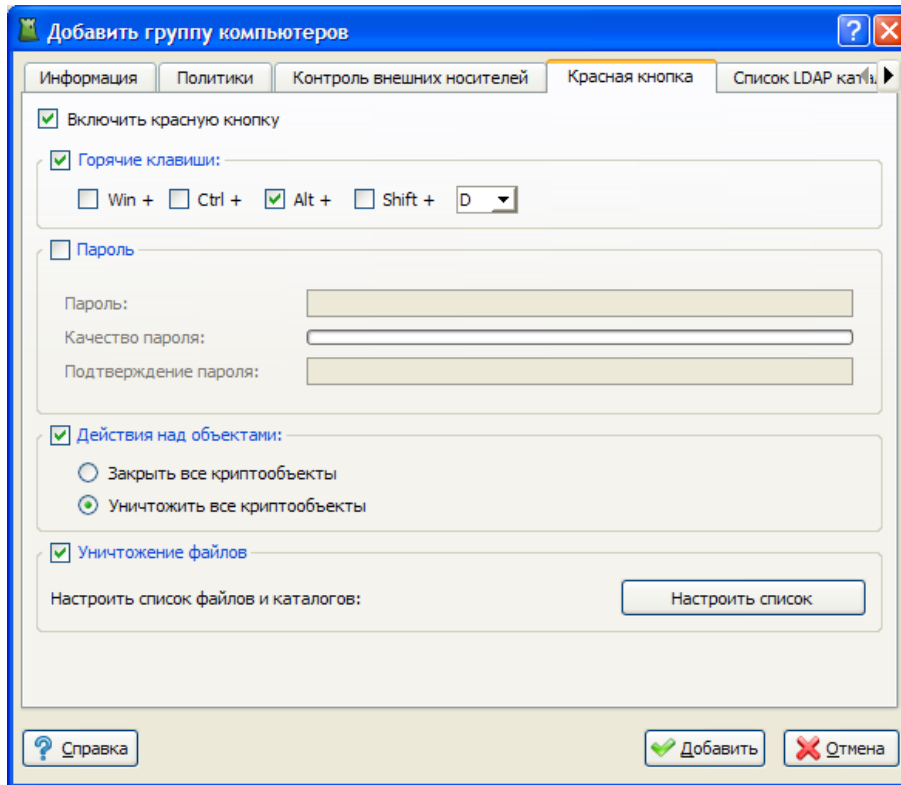 Добавить группу компьютеров
Информация Политики Контроль внешних носителей Красная кнопка Список LDAP ката
Включить красную кнопку
Горячие клавиши:
Win + Ctrl + Alt + Shift + D
Пароль
Пароль:
Качество пароля:
Подтверждение пароля:
Действия над объектами:
Закрыть все криптообъекты
Уничтожить все криптообъекты
Уничтожение файлов
Настроить список файлов и каталогов: Настроить список
Справка Добавить Отмена